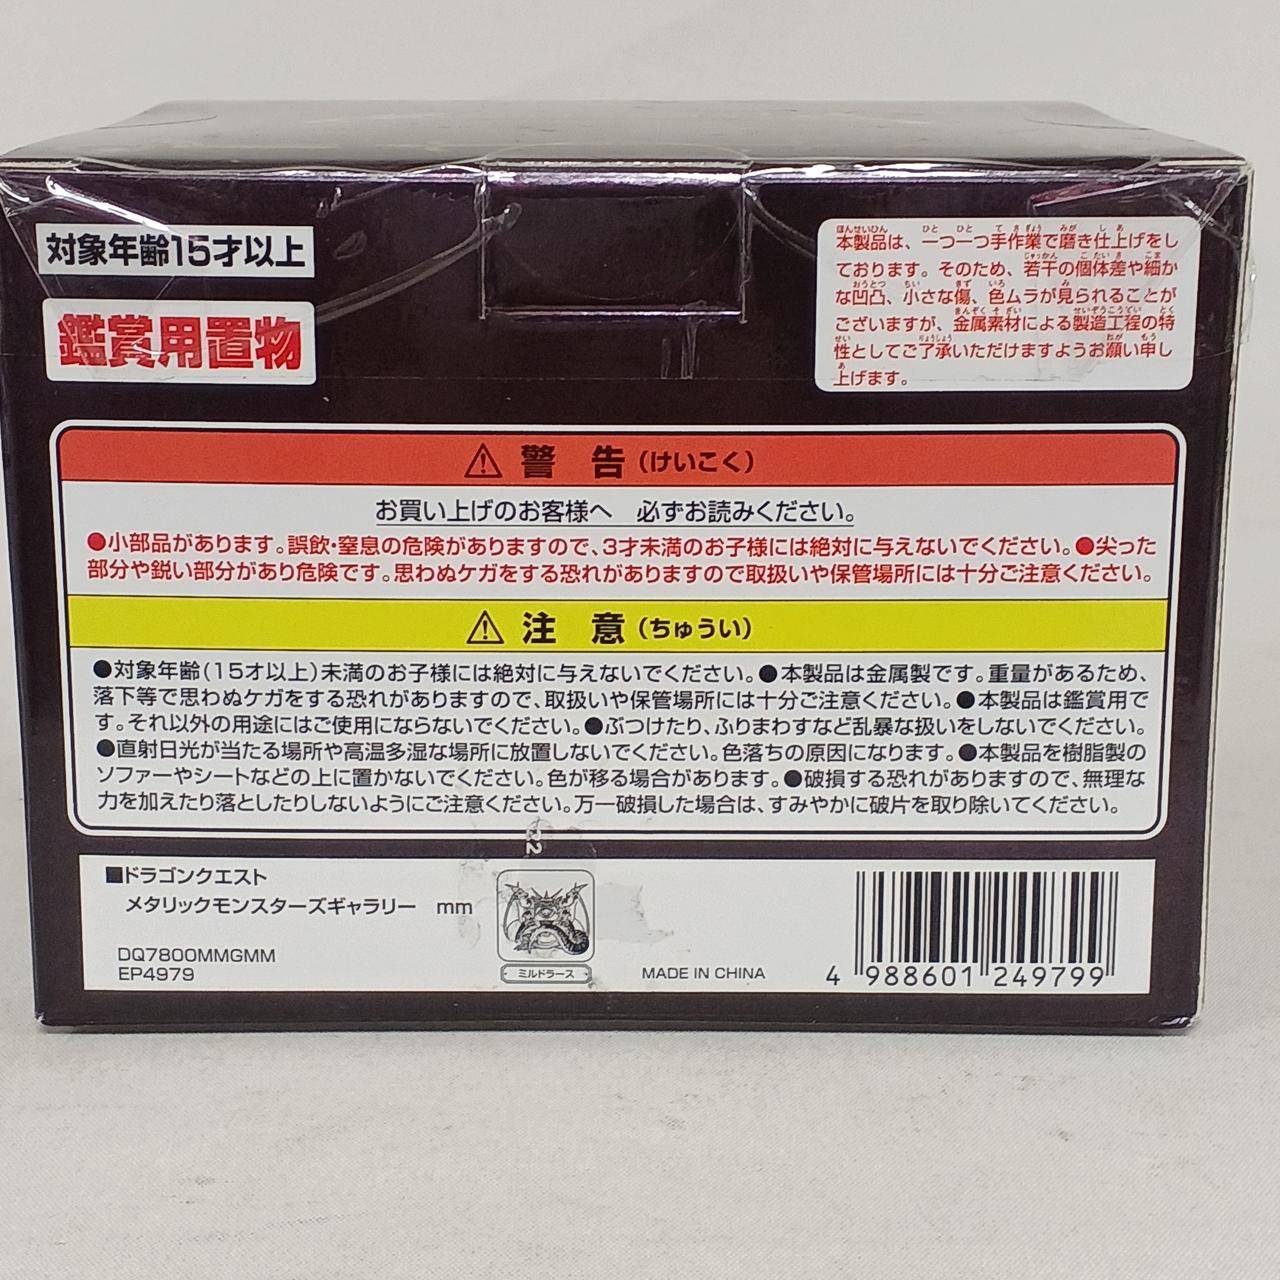 対象年齢15才以上
鑑賞用置物
本製品は、一つ一つ手作業で磨き仕上げをし
ております。そのため、若干の個体差や細か
な凹凸、小さな傷、色ムラが見られることが
ございますが、金属素材による製造工程の特
性としてご了承いただけますようお願い申し
上げます。
警 告(けいこく)
お買い上げのお客様へ 必ずお読みください。
●小部品があります。誤飲・窒息の危険がありますので、3才未満のお子様には絶対に与えないでください。●尖った
部分や鋭い部分があり危険です。思わぬケガをする恐れがありますので取扱いや保管場所には十分ご注意ください。
注 意(ちゅうい)
●対象年齢(15才以上)未満のお子様には絶対に与えないでください。●本製品は金属製です。重量があるため、
落下等で思わぬケガをする恐れがありますので、取扱いや保管場所には十分ご注意ください。●本製品は鑑賞用で
す。それ以外の用途にはご使用にならないでください。●ぶつけたり、ふりまわすなど乱暴な扱いをしないでください。
●直射日光が当たる場所や高温多湿な場所に放置しないでください。色落ちの原因になります。●本製品を樹脂製の
ソファーやシートなどの上に置かないでください。色が移る場合があります。●破損する恐れがありますので、無理な
力を加えたり落としたりしないようにご注意ください。万一破損した場合は、すみやかに破片を取り除いてください。
■ドラゴンクエスト
メタリックモンスターズギャラリー mm
DQ7800MMGMM
EP4979
ミルドラース
MADE IN CHINA
4 988601 249799